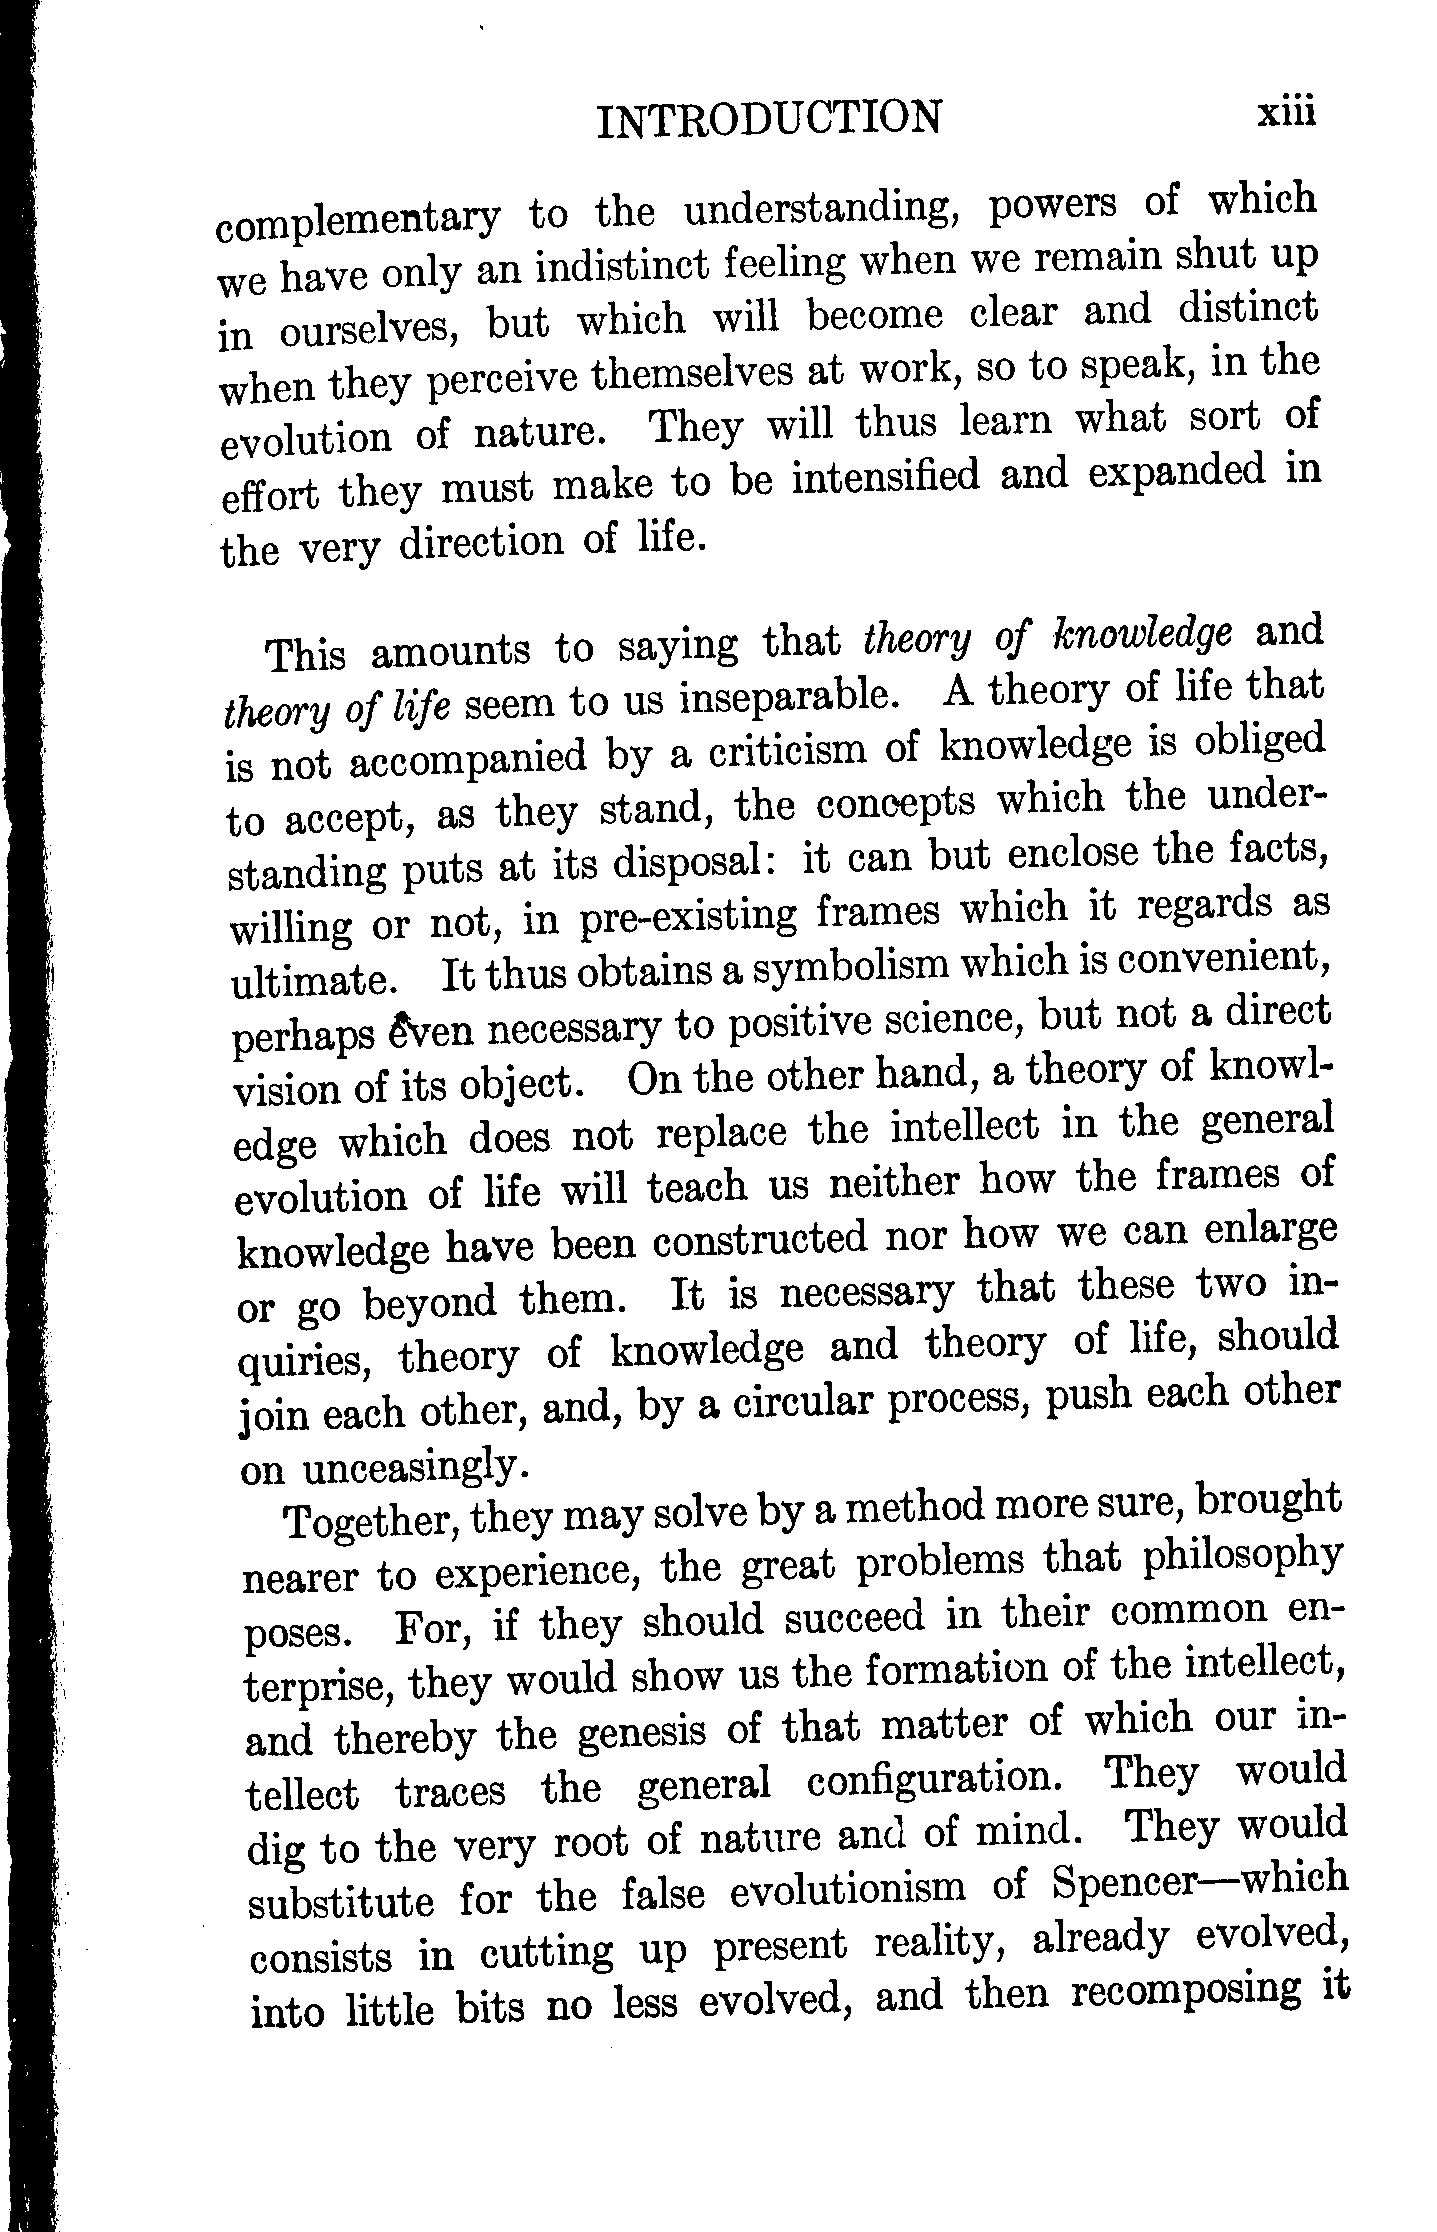 INTRODUCTION xiii
complementary to the understanding, powers of which
we have only an indistinct feeling when we remain shut up
in ourselves, but which will become clear and distinct
when they perceive themselves at work, so to speak, in the
evolution of nature. They will thus learn what sort of
effort they must make to be intensified and expanded in
the very direction of life.
This amounts to saying that theory of knowledge and
theory of life seem to us inseparable. A theory of life that
is not accompanied by a criticism of knowledge is obliged
to accept, as they stand, the concepts which the under-
standing puts at its disposal: it can but enclose the facts,
willing or not, in pre-existing frames which it regards as
ultimate. It thus obtains a symbolism which is convenient,
perhaps even necessary to positive science, but not a direct
vision of its object. On the other hand, a theory of knowl-
edge which does not replace the intellect in the general
evolution of life will teach us neither how the frames of
knowledge have been constructed nor how we can enlarge
or go beyond them. It is necessary that these two in-
quiries, theory of knowledge and theory of life, should
join each other, and, by a circular process, push each other
on unceasingly.
Together, they may solve by a method more sure, brought
nearer to experience, the great problems that philosophy
poses. For, if they should succeed in their common en-
terprise, they would show us the formation of the intellect,
and thereby the genesis of that matter of which our in-
tellect traces the general configuration. They would
dig to the very root of nature and of mind. They would
substitute for the false evolutionism of Spencer—which
consists in cutting up present reality, already evolved,
into little bits no less evolved, and then recomposing it